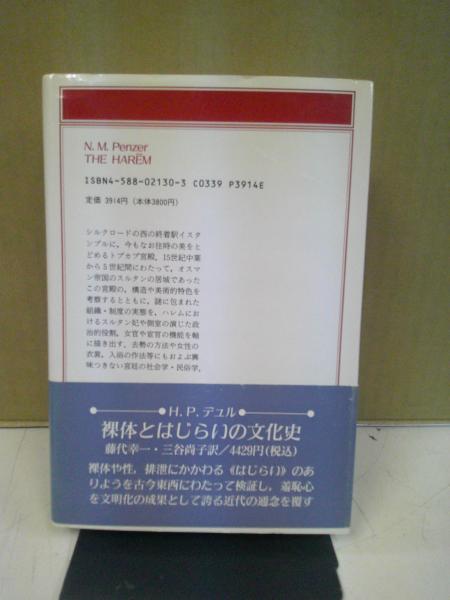 N. M. Penzer
THE HARĒM
ISBN4-588-02130-3 C0339 P3914E
定価 3914円(本体3800円)
シルクロードの西の終着駅イスタ
ンブルに,今もなお往時の美をと
どめるトプカプ宮殿。15世紀中葉
から5世紀間にわたって,オスマ
ン帝国のスルタンの居城であった
この宮殿の,構造や美術的特色を
考察するとともに,謎に包まれた
組織・制度の実態を,ハレムにお
けるスルタン妃や側室の演じた政
治的役割,女官や宦官の機能を軸
に描き出す。去勢の方法や女性の
衣裳,入浴の作法等にもおよぶ興
味つきない宮廷の社会学・民俗学。
H. P. デュル
裸体とはじらいの文化史
藤代幸一・三谷尚子訳/4429円(税込)
裸体や性,排泄にかかわる《はじらい》のあ
りようを古今東西にわたって検証し,羞恥心
を文明化の成果として誇る近代の通念を覆す